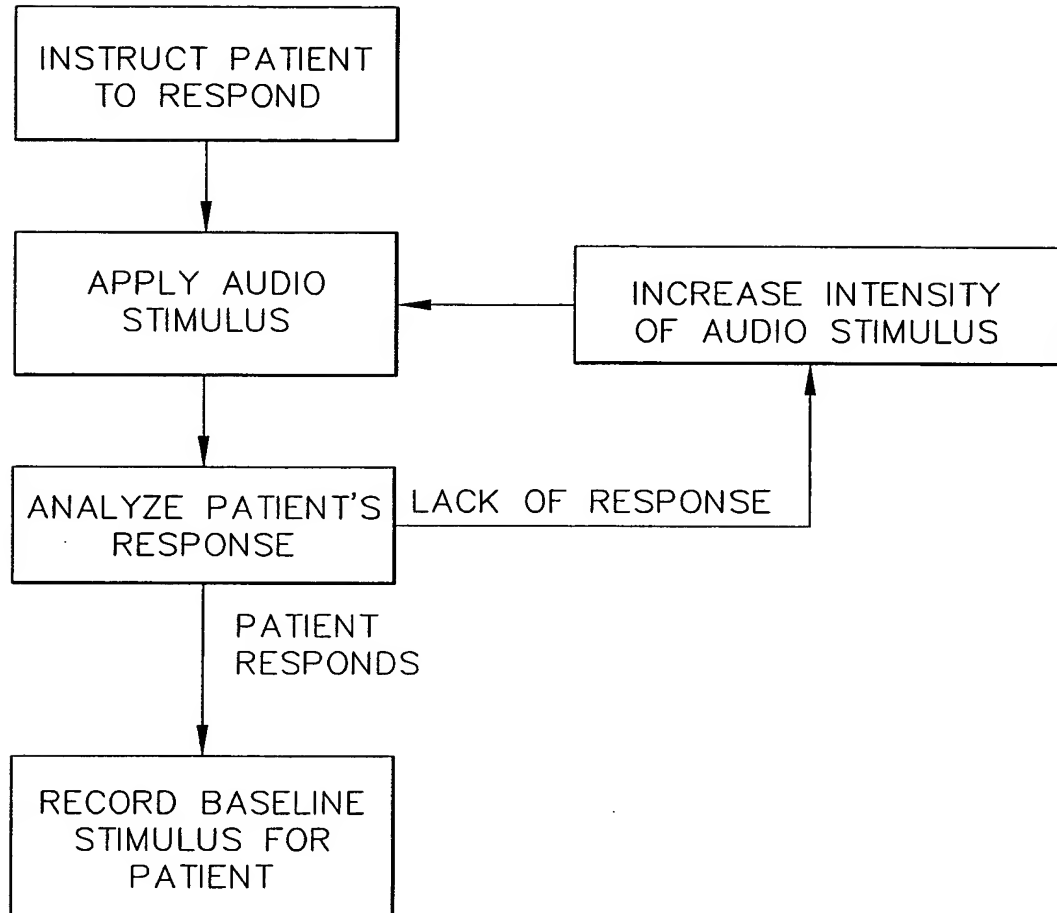 INSTRUCT PATIENT
TO RESPOND
APPLY AUDIO
STIMULUS
INCREASE INTENSITY
OF AUDIO STIMULUS
ANALYZE PATIENT'S
RESPONSE
LACK OF RESPONSE
PATIENT
RESPONDS
RECORD BASELINE
STIMULUS FOR
PATIENT